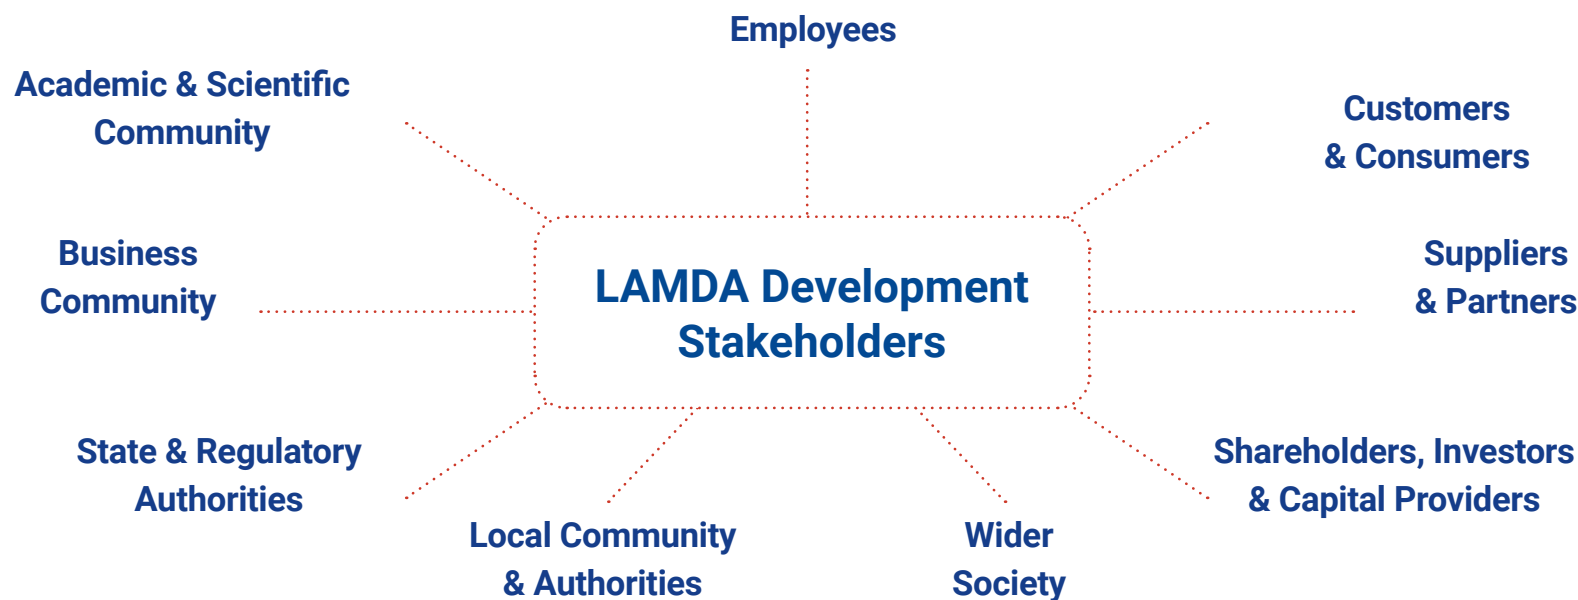 Employees
Academic & Scientific
Community
Customers
& Consumers
Business
Community
LAMDA Development
Stakeholders
Suppliers
& Partners
State & Regulatory
Authorities
Shareholders, Investors
& Capital Providers
Local Community
& Authorities
Wider
Society